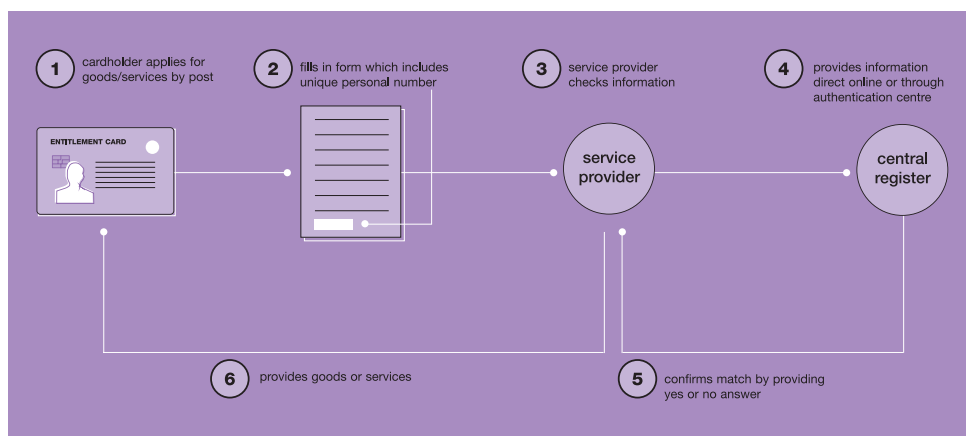 1
cardholder applies for
goods/services by post
2
fills in form which includes
unique personal number
3
service provider
checks information
4
provides information
direct online or through
authentication centre
ENTITLEMENT CARD
service
provider
central
register
6
provides goods or services
5
confirms match by providing
yes or no answer